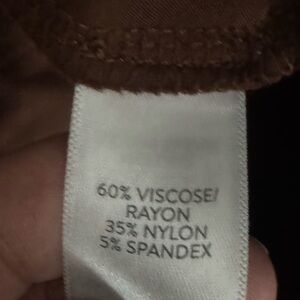 60% VISCOSE/
RAYON
35% NYLON
5% SPANDEX